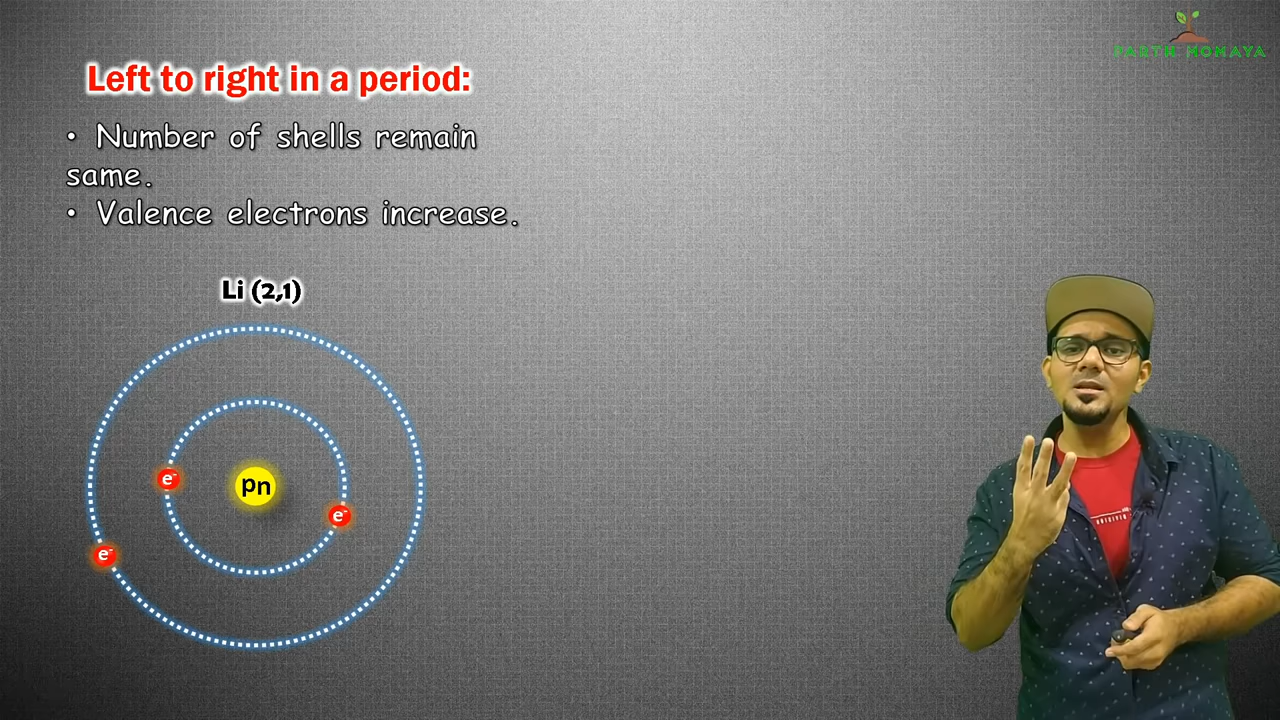 PARTH MOMAYA
Left to right in a period:
• Number of shells remain
same.
• Valence electrons increase.
Li (2,1)
e-
pn
e-
e-